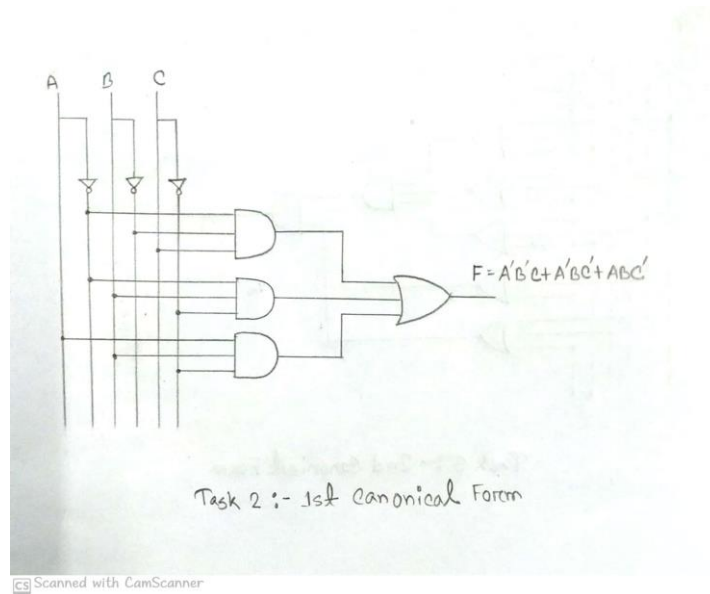 A B C
F = A'B'C + A'BC' + ABC'
Task 2 :- 1st Canonical Form
CS Scanned with CamScanner